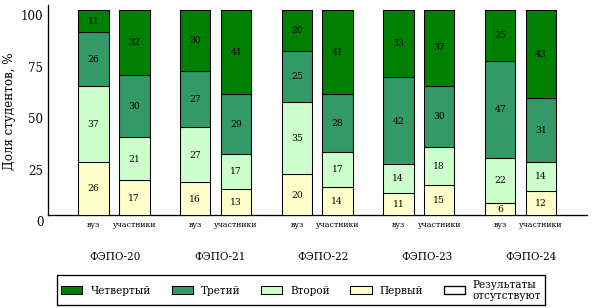 Доля студентов, %
100
75
50
25
0
11 32 30 41 20 41 33 37 25 43
26 30 27 29 25 28 42 30 47 31
37 21 27 17 35 17 14 18 22 14
26 17 16 13 20 14 11 15 6 12
вуз участники вуз участники вуз участники вуз участники вуз участники
ФЭПО-20 ФЭПО-21 ФЭПО-22 ФЭПО-23 ФЭПО-24
Четвертый Третий Второй Первый Результаты
отсутствуют